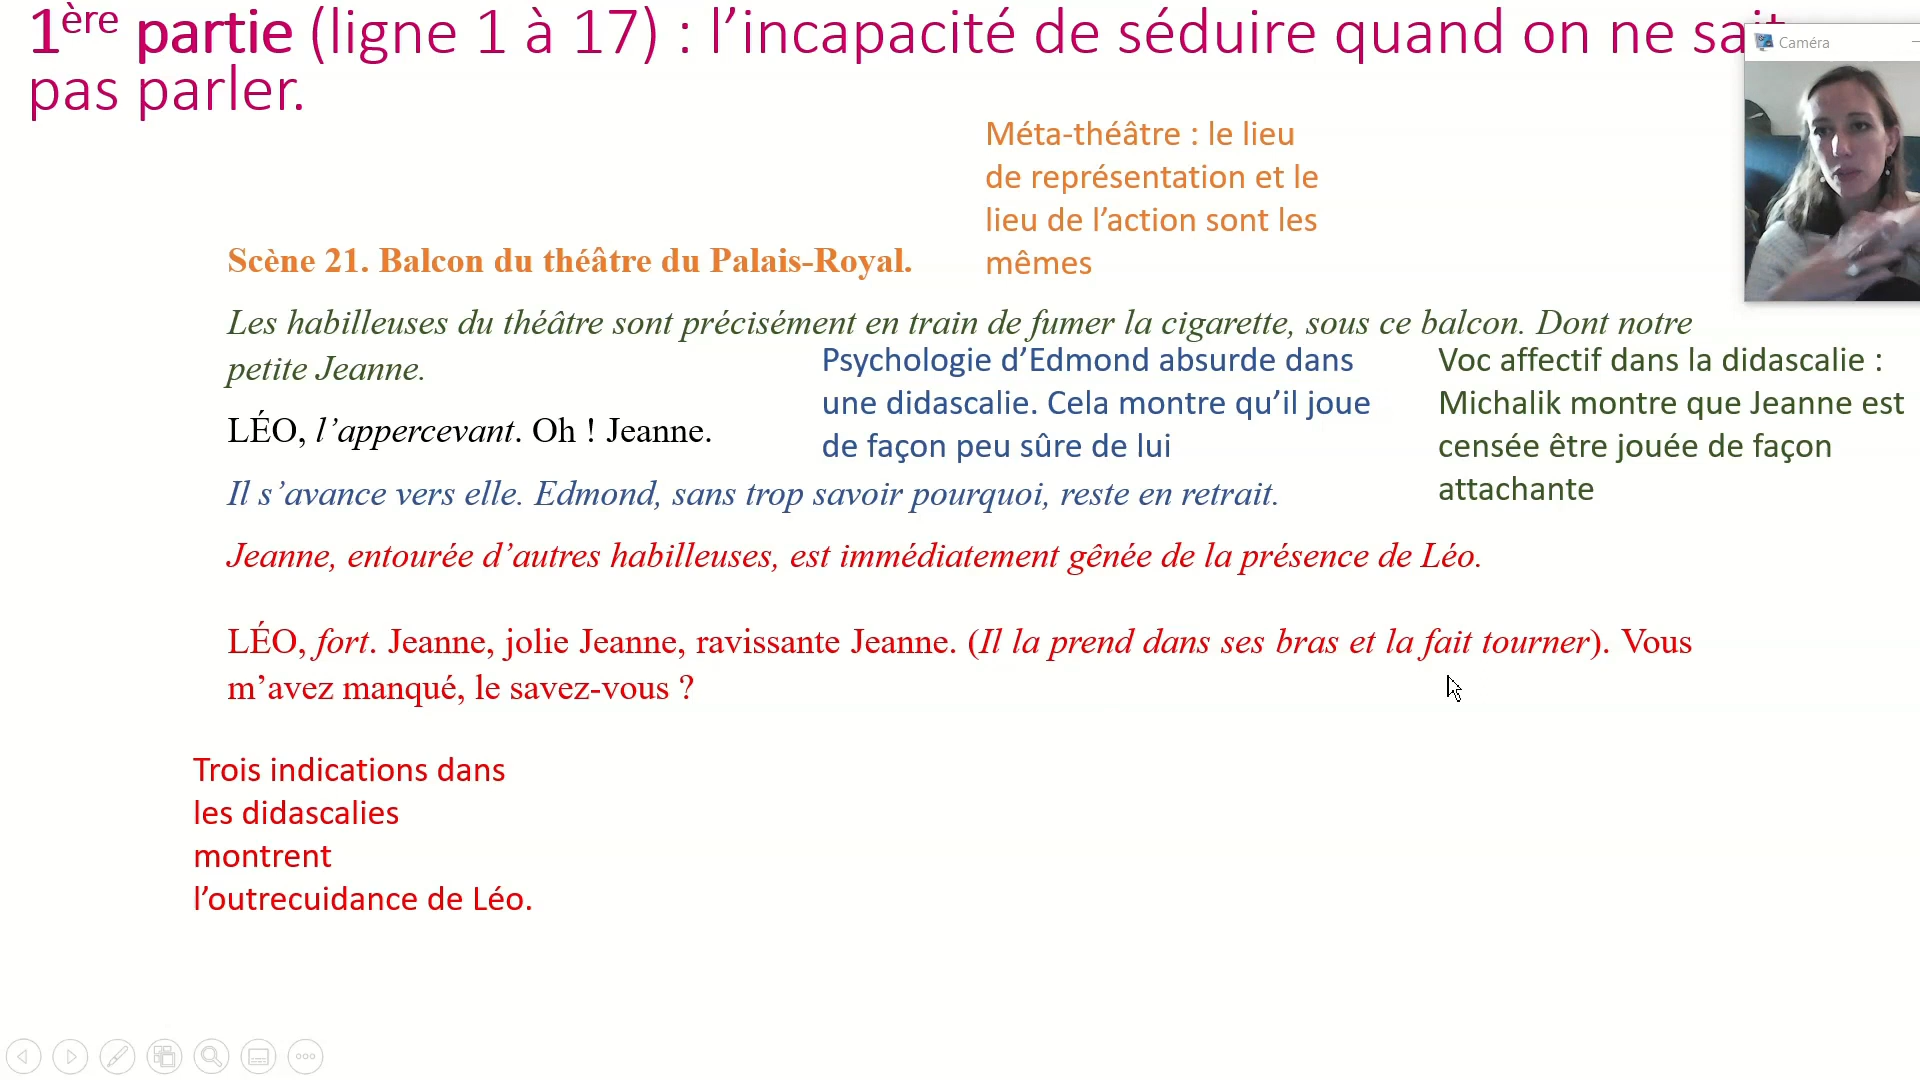 1ère partie (ligne 1 à 17) : l’incapacité de séduire quand on ne sait
pas parler.
Caméra
Méta-théâtre : le lieu
de représentation et le
lieu de l’action sont les
mêmes
Scène 21. Balcon du théâtre du Palais-Royal.
Les habilleuses du théâtre sont précisément en train de fumer la cigarette, sous ce balcon. Dont notre
petite Jeanne.
Psychologie d’Edmond absurde dans
une didascalie. Cela montre qu’il joue
de façon peu sûre de lui
Voc affectif dans la didascalie :
Michalik montre que Jeanne est
censée être jouée de façon
attachante
LÉO, l’appercevant. Oh ! Jeanne.
Il s’avance vers elle. Edmond, sans trop savoir pourquoi, reste en retrait.
Jeanne, entourée d’autres habilleuses, est immédiatement gênée de la présence de Léo.
LÉO, fort. Jeanne, jolie Jeanne, ravissante Jeanne. (Il la prend dans ses bras et la fait tourner). Vous
m’avez manqué, le savez-vous ?
Trois indications dans
les didascalies
montrent
l’outrecuidance de Léo.